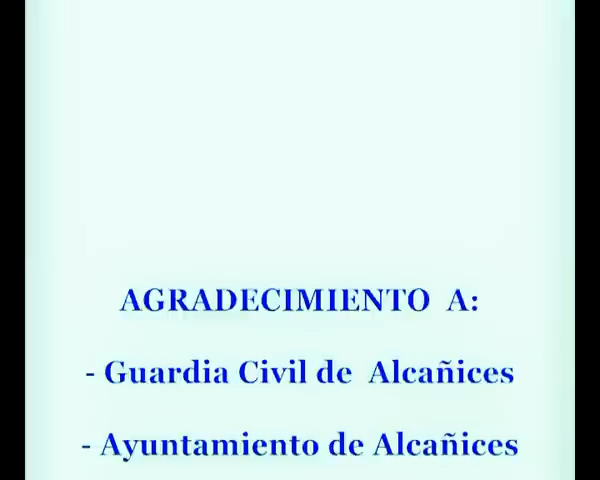 AGRADECIMIENTO A:
- Guardia Civil de Alcañices
- Ayuntamiento de Alcañices